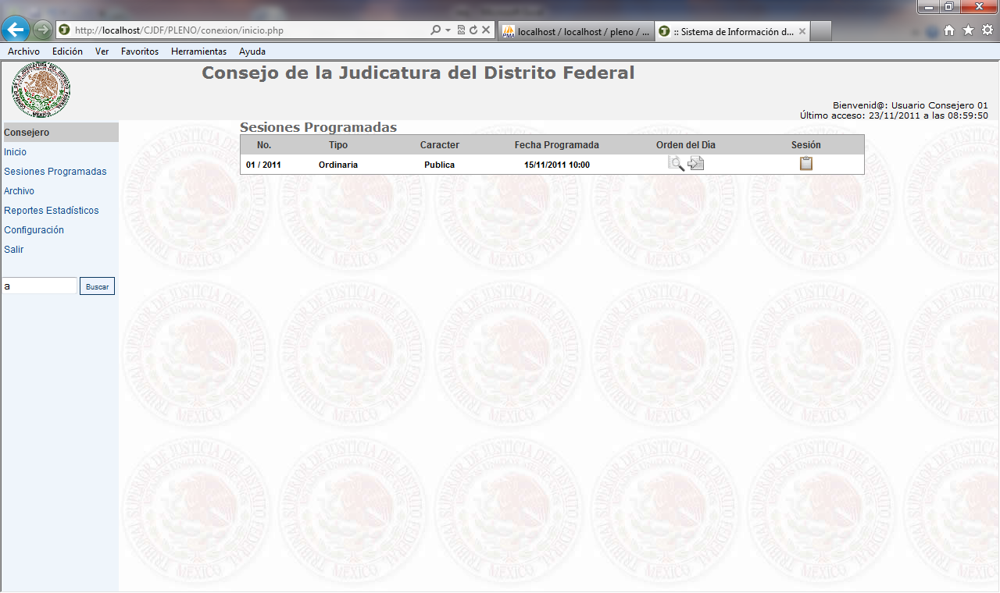 http://localhost/CJDF/PLENO/conexion/inicio.php
localhost / localhost / pleno / ...
:: Sistema de Información d...
Archivo Edición Ver Favoritos Herramientas Ayuda
Consejo de la Judicatura del Distrito Federal
Bienvenid@: Usuario Consejero 01
Último acceso: 23/11/2011 a las 08:59:50
Consejero
Inicio
Sesiones Programadas
Archivo
Reportes Estadísticos
Configuración
Salir
a
Buscar
Sesiones Programadas
No. Tipo Caracter Fecha Programada Orden del Día Sesión
01 / 2011 Ordinaria Publica 15/11/2011 10:00